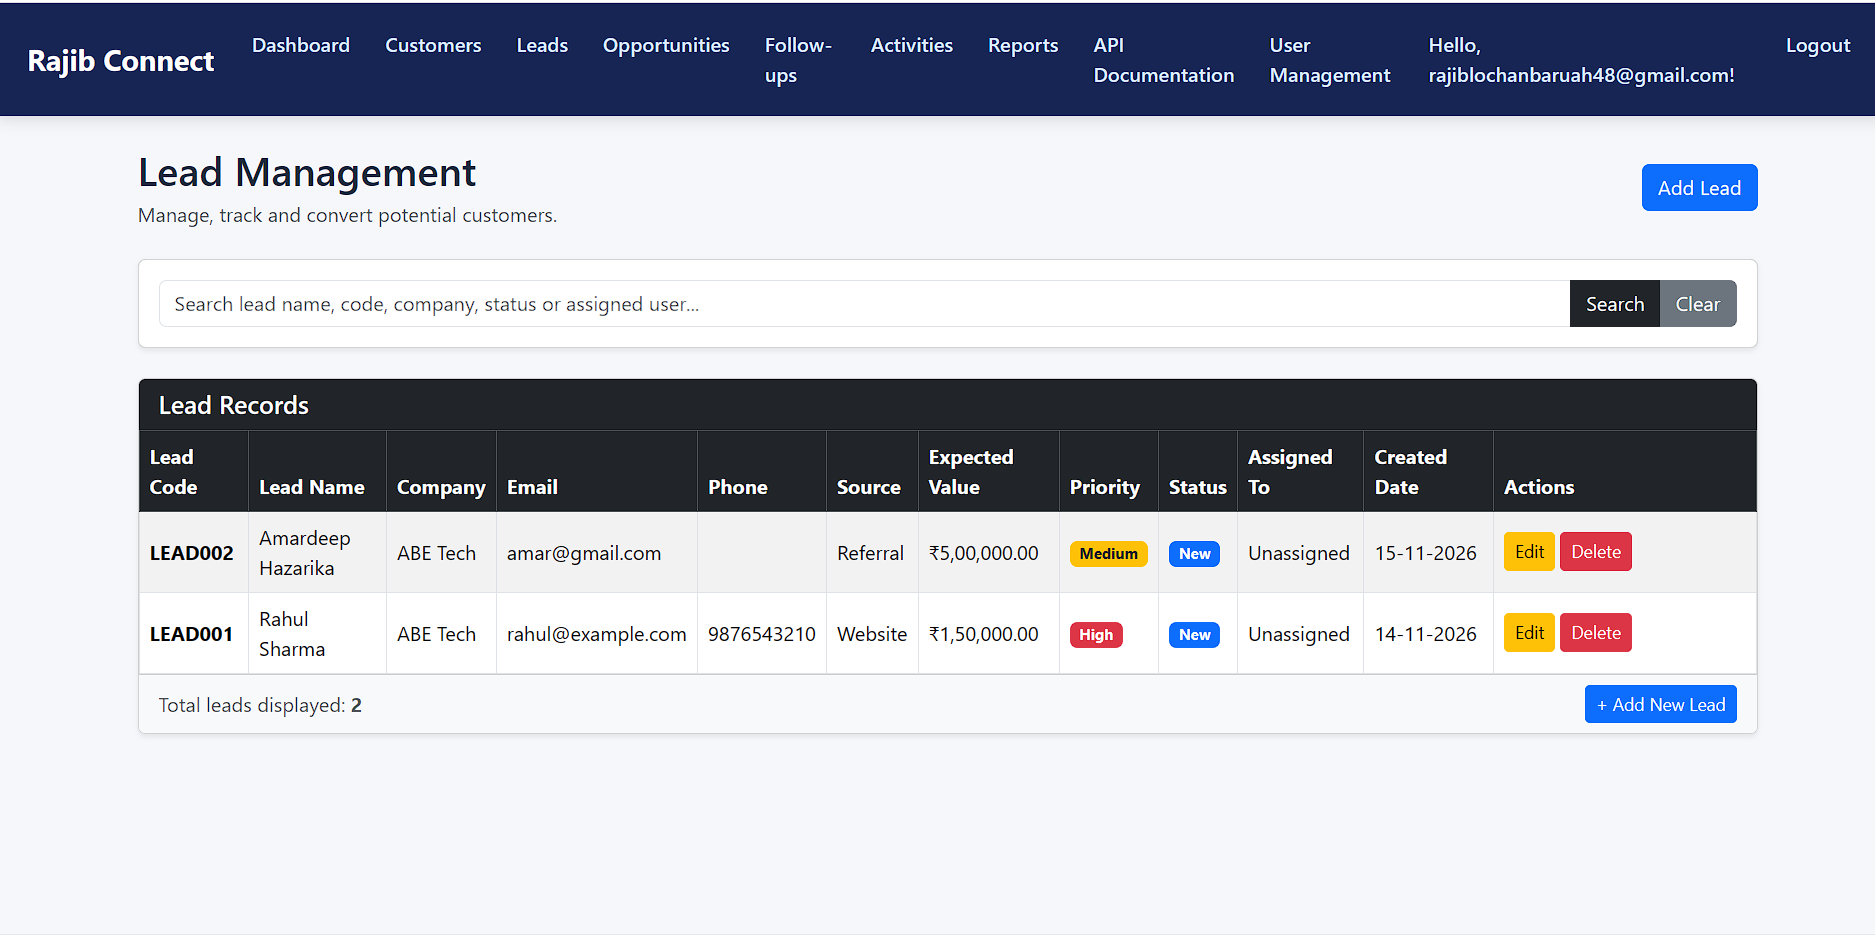 Rajib Connect
Dashboard
Customers
Leads
Opportunities
Follow-
ups
Activities
Reports
API
Documentation
User
Management
Hello,
rajiblochanbaruah48@gmail.com!
Logout
Lead Management
Manage, track and convert potential customers.
Add Lead
Search lead name, code, company, status or assigned user...
Search
Clear
Lead Records
Lead
Code
Lead Name
Company
Email
Phone
Source
Expected
Value
Priority
Status
Assigned
To
Created
Date
Actions
LEAD002
Amardeep
Hazarika
ABE Tech
amar@gmail.com
Referral
₹5,00,000.00
Medium
New
Unassigned
15-11-2026
Edit
Delete
LEAD001
Rahul
Sharma
ABE Tech
rahul@example.com
9876543210
Website
₹1,50,000.00
High
New
Unassigned
14-11-2026
Edit
Delete
Total leads displayed: 2
+ Add New Lead